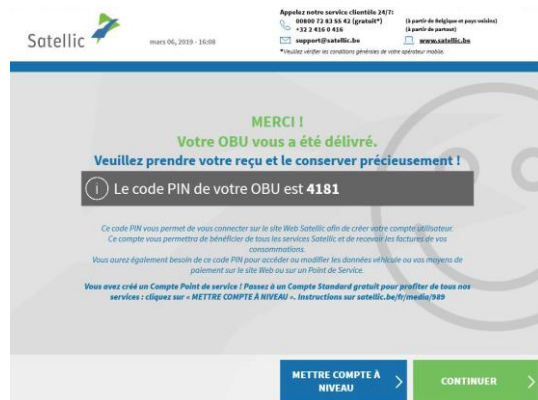 Satellic
mars 06, 2019 - 16:08
Appelez notre service clientèle 24/7:
00800 72 83 55 42 (gratuit*) (à partir de Belgique et pays voisins)
+32 2 416 0 416 (à partir de partout)
support@satellic.be www.satellic.be
*Veuillez vérifier les conditions générales de votre opérateur mobile.
MERCI !
Votre OBU vous a été délivré.
Veuillez prendre votre reçu et le conserver précieusement !
i Le code PIN de votre OBU est 4181
Ce code PIN vous permet de vous connecter sur le site Web Satellic afin de créer votre compte utilisateur.
Ce compte vous permettra de bénéficier de tous les services Satellic et de recevoir les factures de vos
consommations.
Vous aurez également besoin de ce code PIN pour accéder ou modifier les données véhicule ou vos moyens de
paiement sur le site Web ou sur un Point de Service.
Vous avez créé un Compte Point de service ! Passez à un Compte Standard gratuit pour profiter de tous nos
services : cliquez sur « METTRE COMPTE À NIVEAU ». Instructions sur satellic.be/fr/media/989
METTRE COMPTE À
NIVEAU
CONTINUER